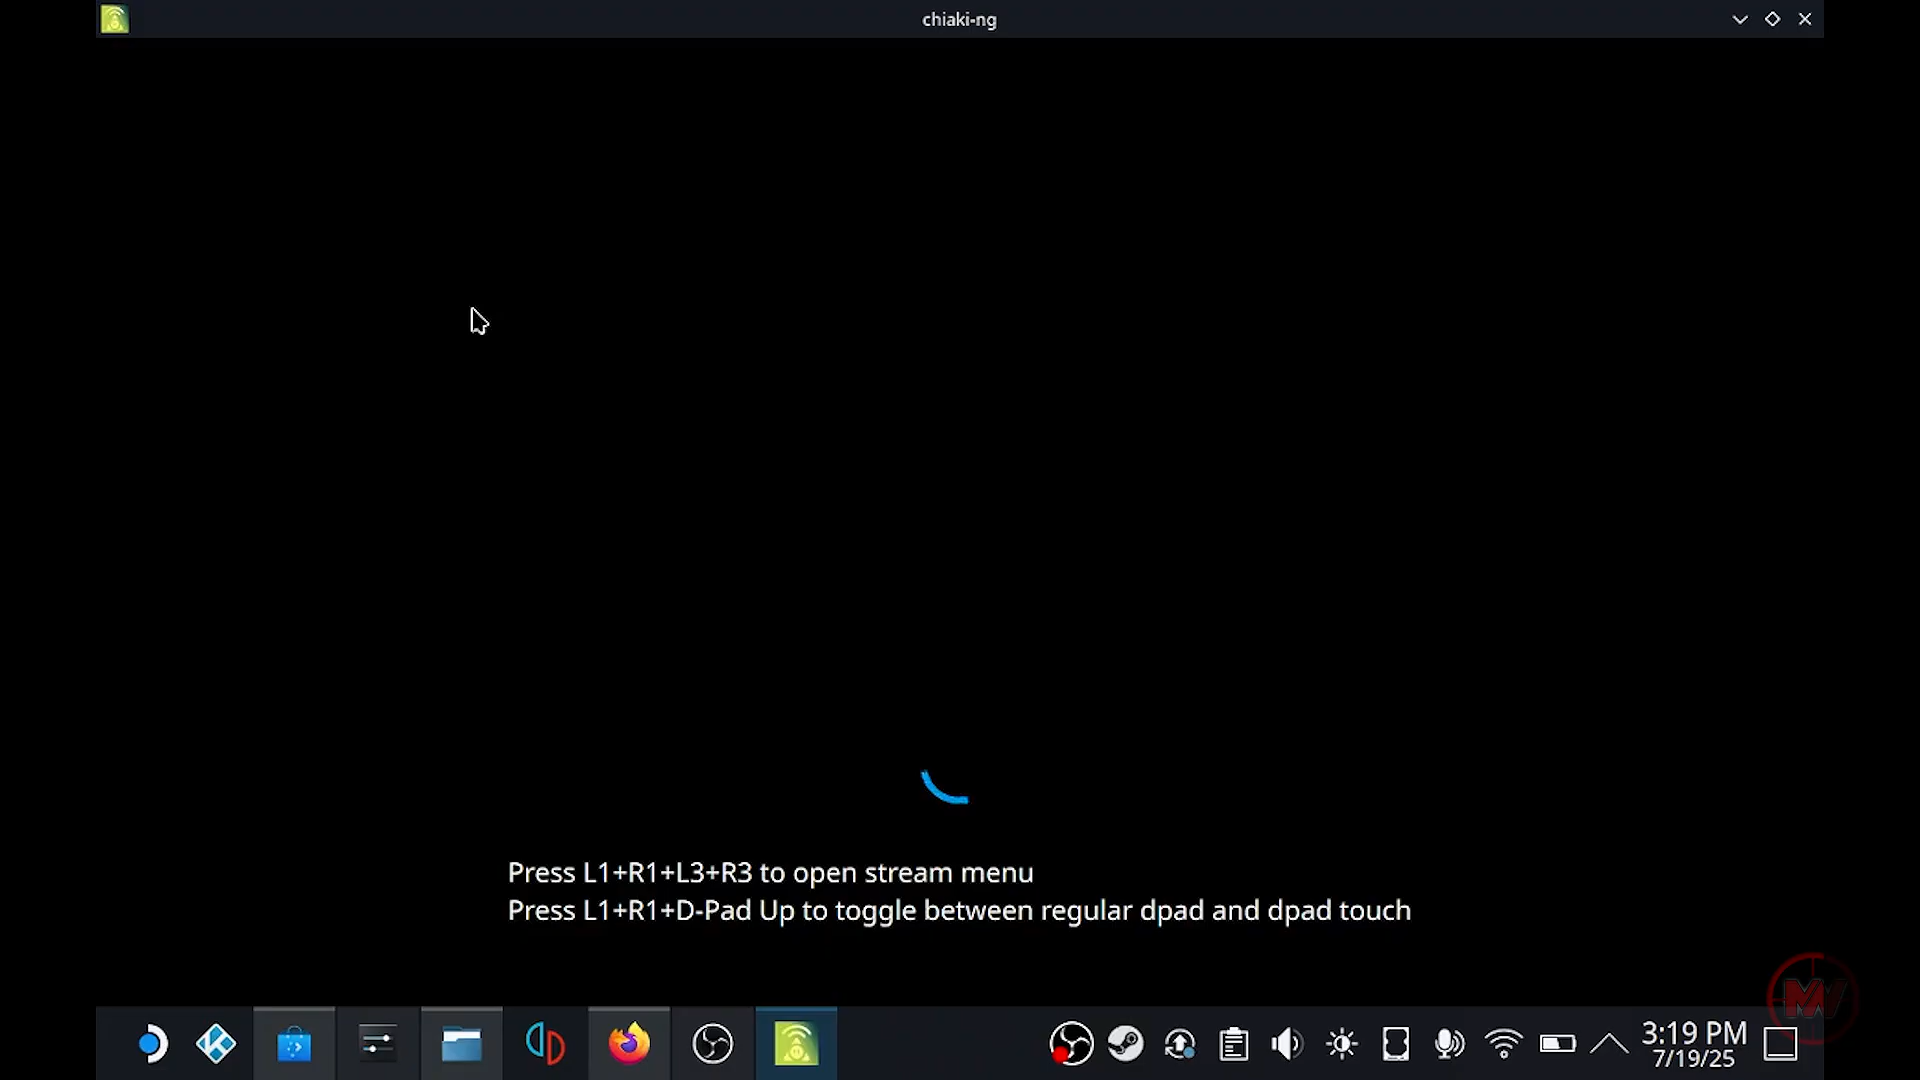 chiaki-ng
Press L1+R1+L3+R3 to open stream menu
Press L1+R1+D-Pad Up to toggle between regular dpad and dpad touch
3:19 PM
7/19/25
MW